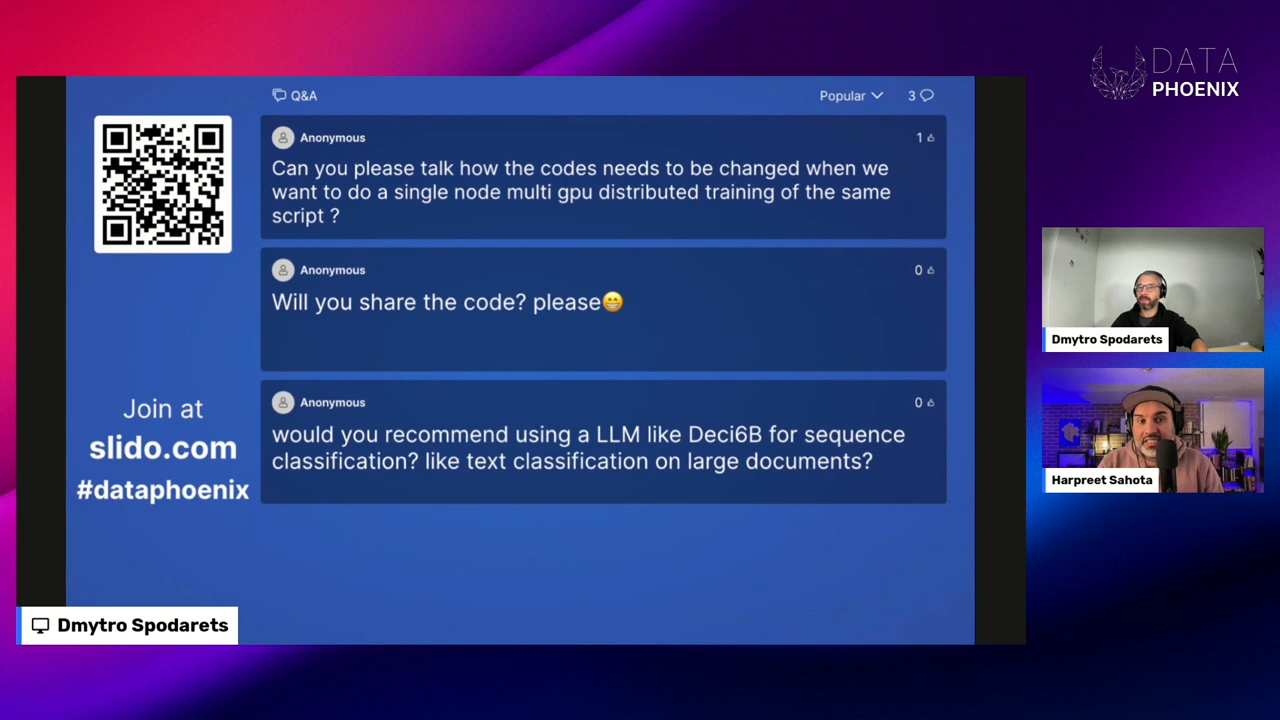 DATA
PHOENIX
Q&A
Popular
3
Anonymous
1
Can you please talk how the codes needs to be changed when we
want to do a single node multi gpu distributed training of the same
script ?
Anonymous
0
Will you share the code? please😁
Anonymous
0
would you recommend using a LLM like Deci6B for sequence
classification? like text classification on large documents?
Join at
slido.com
#dataphoenix
Dmytro Spodarets
Harpreet Sahota
Dmytro Spodarets